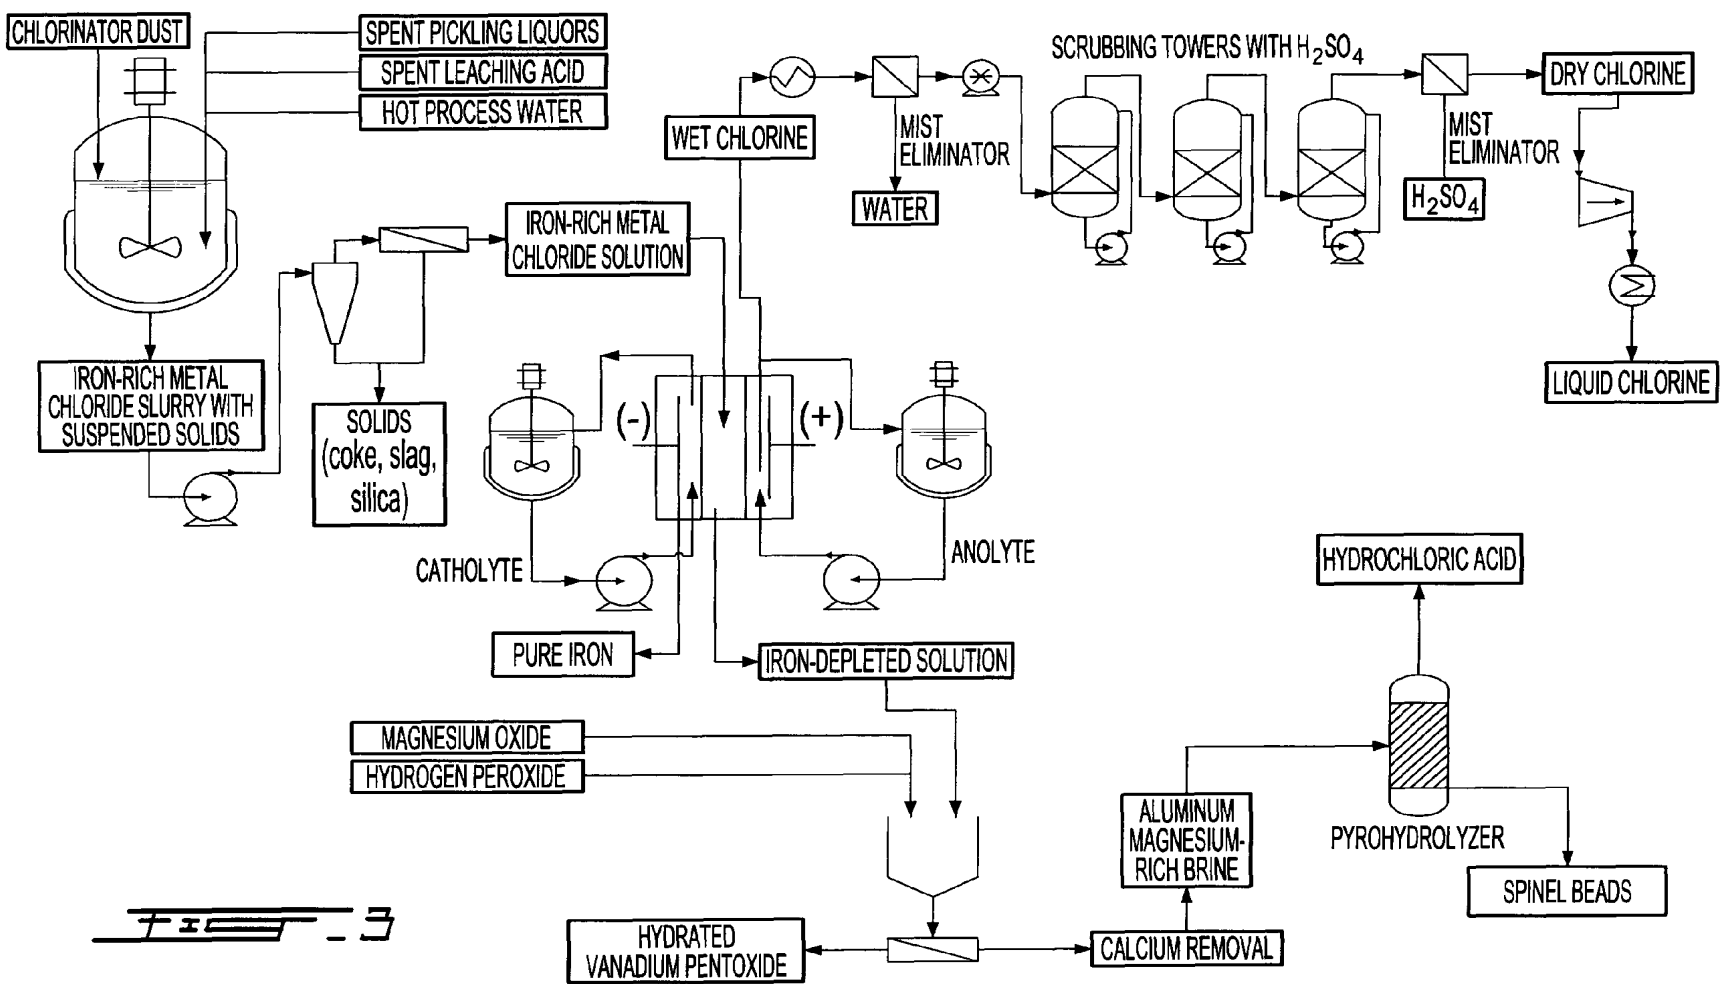 CHLORINATOR DUST
SPENT PICKLING LIQUORS
SPENT LEACHING ACID
HOT PROCESS WATER
SCRUBBING TOWERS WITH H2SO4
DRY CHLORINE
WET CHLORINE
MIST
ELIMINATOR
WATER
MIST
ELIMINATOR
H2SO4
IRON-RICH METAL
CHLORIDE SOLUTION
IRON-RICH METAL
CHLORIDE SLURRY WITH
SUSPENDED SOLIDS
SOLIDS
(coke, slag,
silica)
(-)
(+)
LIQUID CHLORINE
CATHOLYTE
ANOLYTE
HYDROCHLORIC ACID
PURE IRON
IRON-DEPLETED SOLUTION
MAGNESIUM OXIDE
HYDROGEN PEROXIDE
ALUMINUM
MAGNESIUM-
RICH BRINE
PYROHYDROLYZER
SPINEL BEADS
HYDRATED
VANADIUM PENTOXIDE
CALCIUM REMOVAL
FIG_3